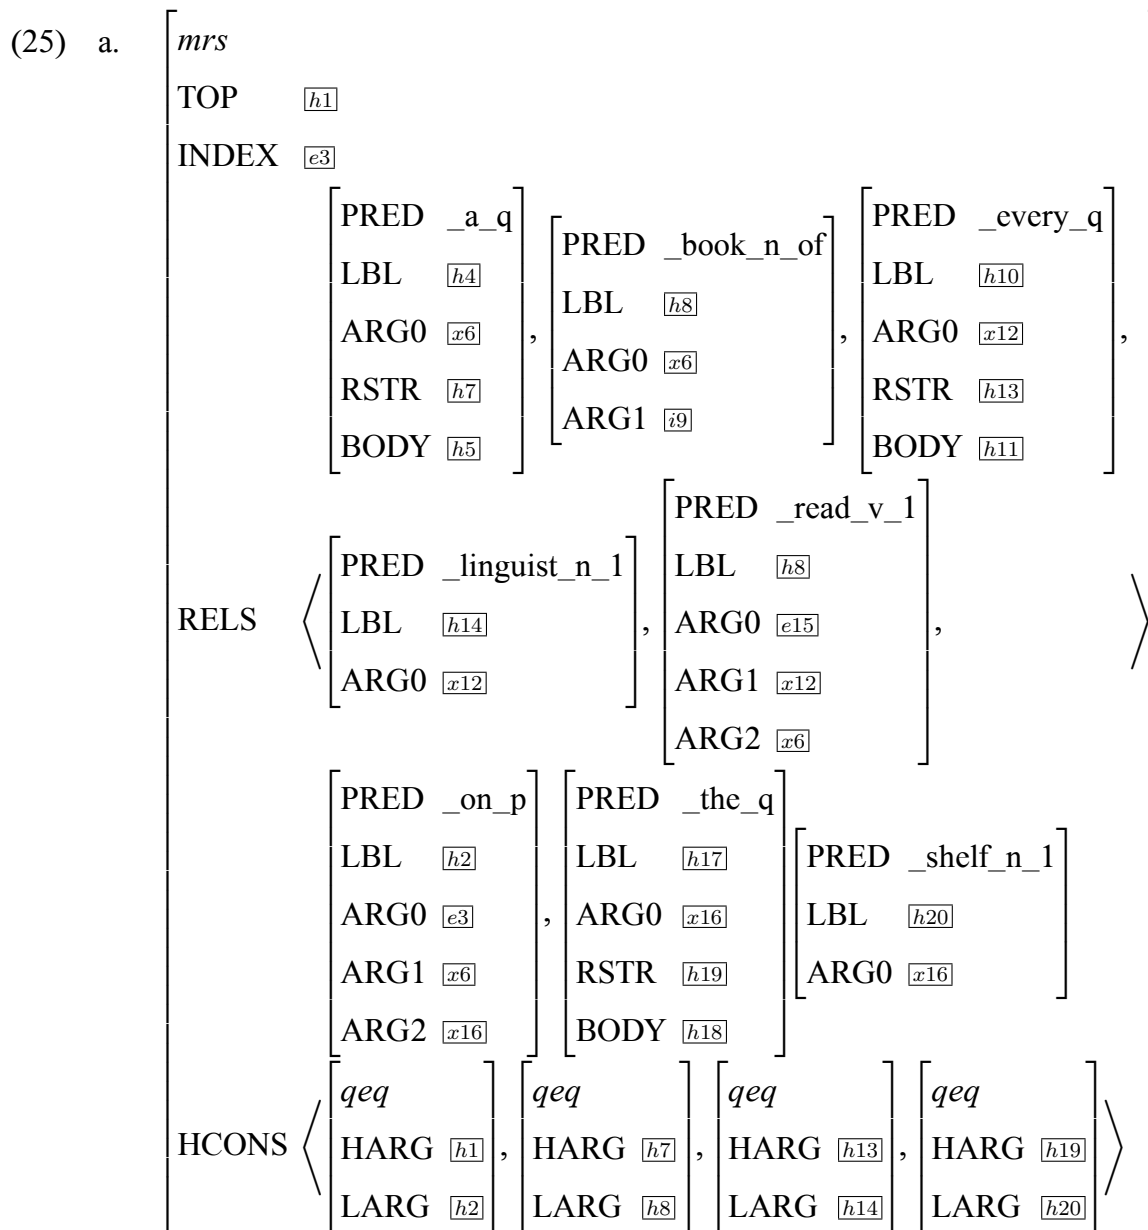 (25) a. mrs
TOP h1
INDEX e3
PRED _a_q
LBL h4
ARG0 x6
RSTR h7
BODY h5
,
PRED _book_n_of
LBL h8
ARG0 x6
ARG1 i9
,
PRED _every_q
LBL h10
ARG0 x12
RSTR h13
BODY h11
,
RELS
PRED _linguist_n_1
LBL h14
ARG0 x12
,
PRED _read_v_1
LBL h8
ARG0 e15
ARG1 x12
ARG2 x6
,
PRED _on_p
LBL h2
ARG0 e3
ARG1 x6
ARG2 x16
,
PRED _the_q
LBL h17
ARG0 x16
RSTR h19
BODY h18
PRED _shelf_n_1
LBL h20
ARG0 x16
HCONS
qeq
HARG h1
LARG h2
,
qeq
HARG h7
LARG h8
,
qeq
HARG h13
LARG h14
,
qeq
HARG h19
LARG h20